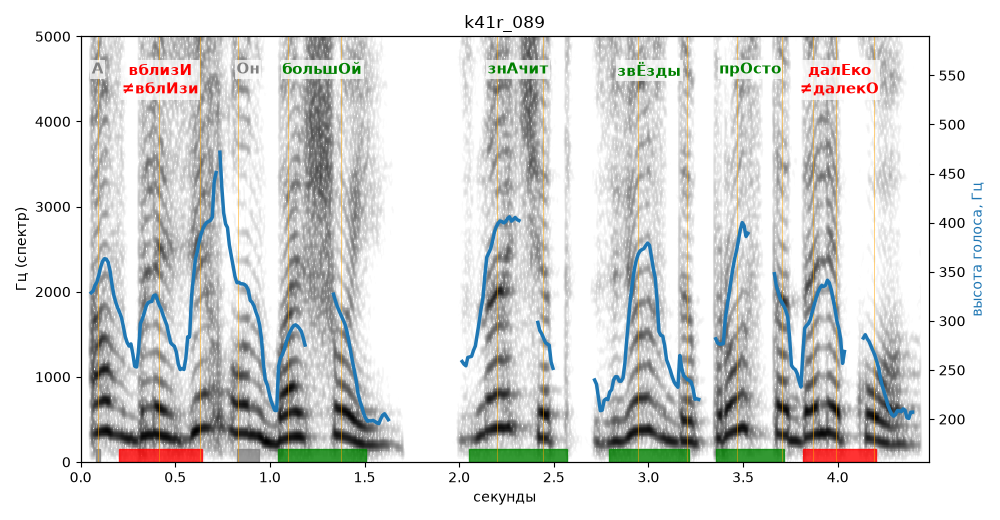 k41r_089
А
вблизИ
≠вблИзи
Он
большОй
знАчит
звЁзды
прОсто
далЕко
≠далекО
5000
4000
3000
2000
1000
0
Гц (спектр)
550
500
450
400
350
300
250
200
высота голоса, Гц
0.0 0.5 1.0 1.5 2.0 2.5 3.0 3.5 4.0
секунды